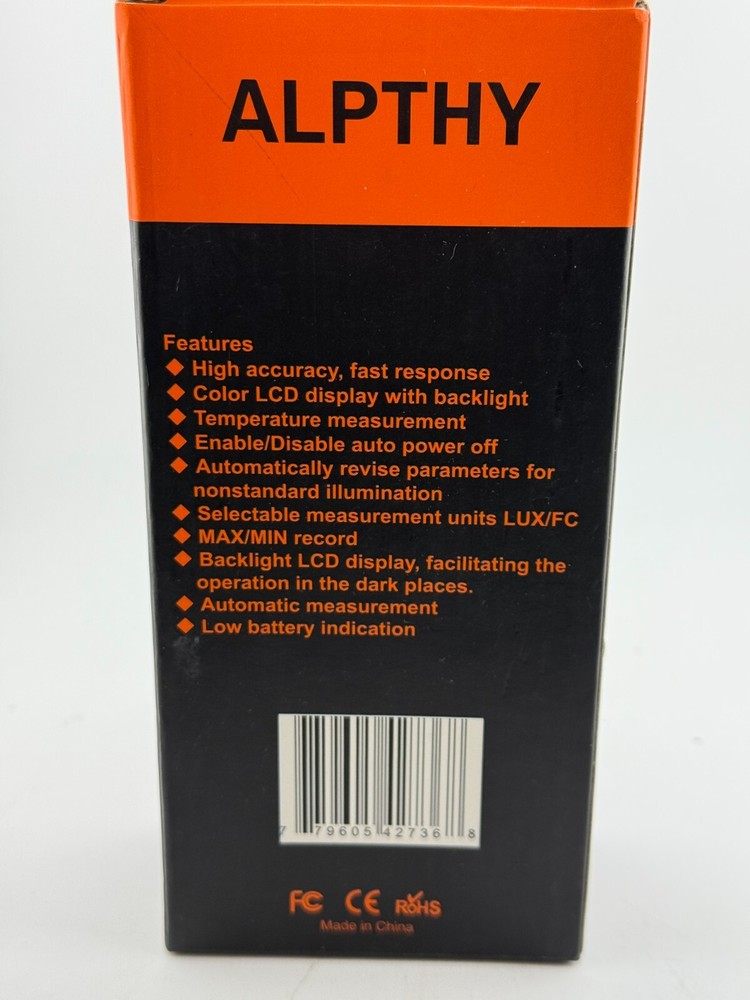 ALPTHY
Features
◆ High accuracy, fast response
◆ Color LCD display with backlight
◆ Temperature measurement
◆ Enable/Disable auto power off
◆ Automatically revise parameters for
nonstandard illumination
◆ Selectable measurement units LUX/FC
◆ MAX/MIN record
◆ Backlight LCD display, facilitating the
operation in the dark places.
◆ Automatic measurement
◆ Low battery indication
7 79605 42736 8
FC CE RoHS
Made in China